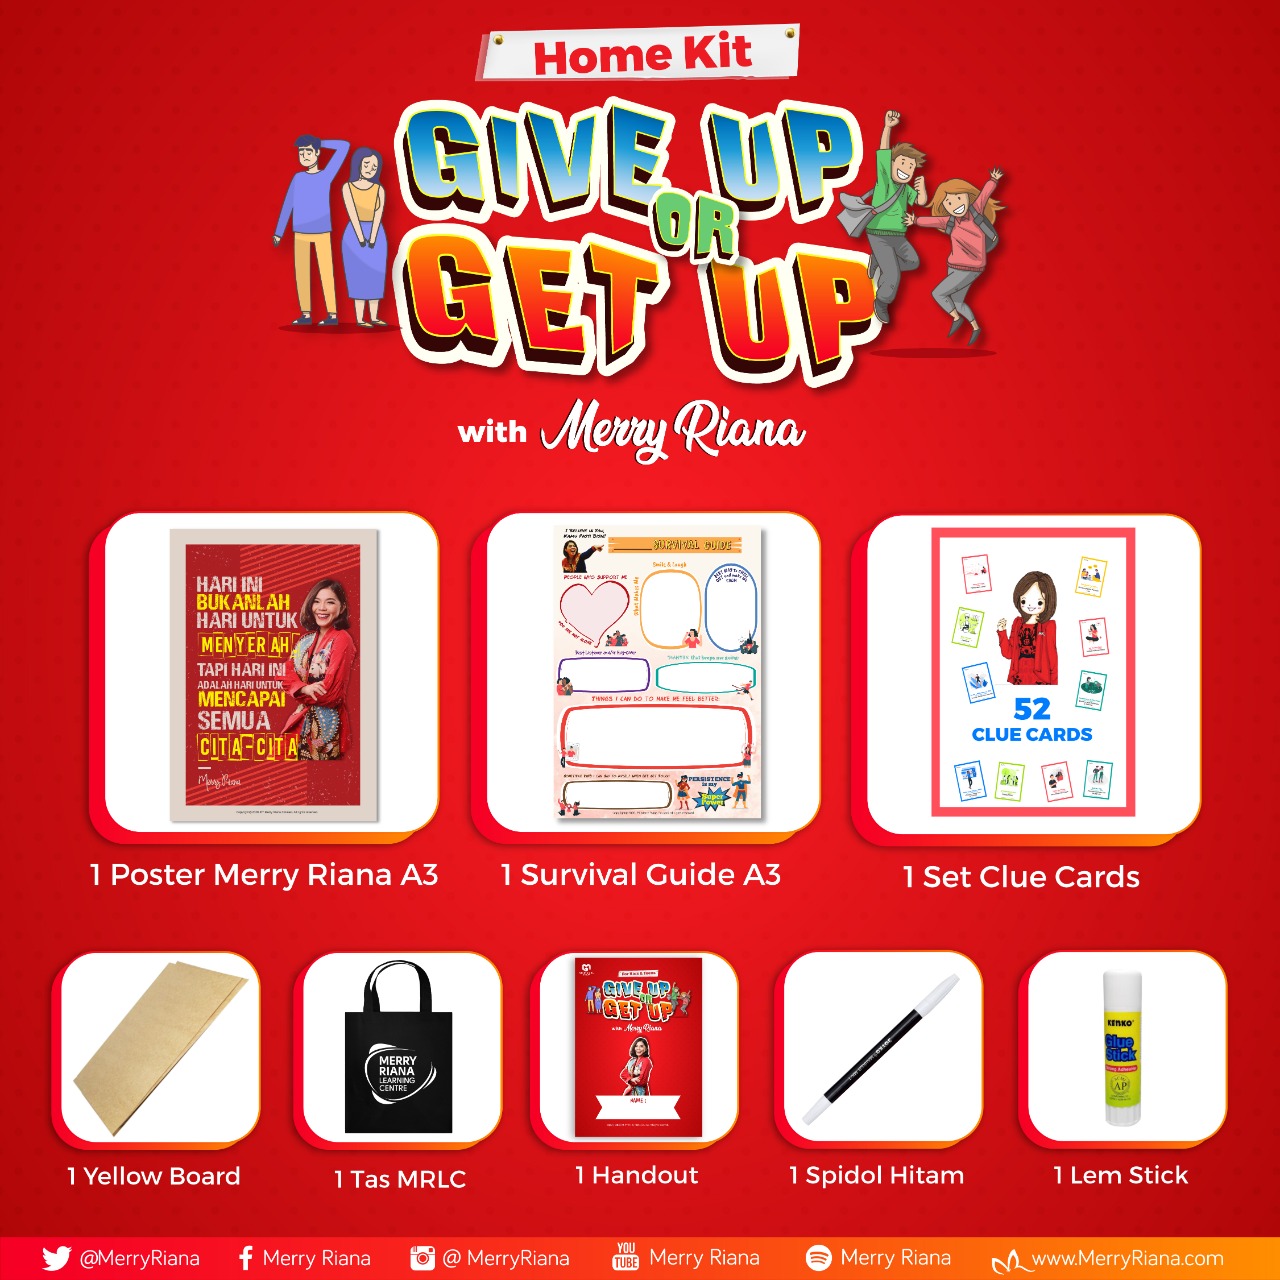 Home Kit
GIVE UP
OR
GET UP
with Merry Riana
HARI INI
BUKANLAH
HARI UNTUK
MENYERAH,
TAPI HARI INI
ADALAH HARI UNTUK
MENCAPAI
SEMUA
CITA-CITA
Merry Riana
1 Poster Merry Riana A3
SURVIVAL GUIDE
Smile & laugh
What Makes Me
PEOPLE WHO SUPPORT ME
THINGS I CAN DO TO MAKE ME FEEL BETTER
PERSISTENCE
is my
Super
Power
1 Survival Guide A3
52
CLUE CARDS
1 Set Clue Cards
1 Yellow Board
MERRY
RIANA
LEARNING
CENTRE
1 Tas MRLC
GIVE UP
OR
GET UP
with Merry Riana
NAME :
1 Handout
1 Spidol Hitam
KENKO
Glue
Stick
AP
1 Lem Stick
@MerryRiana
Merry Riana
@ MerryRiana
YOU
TUBE
Merry Riana
Merry Riana
www.MerryRiana.com